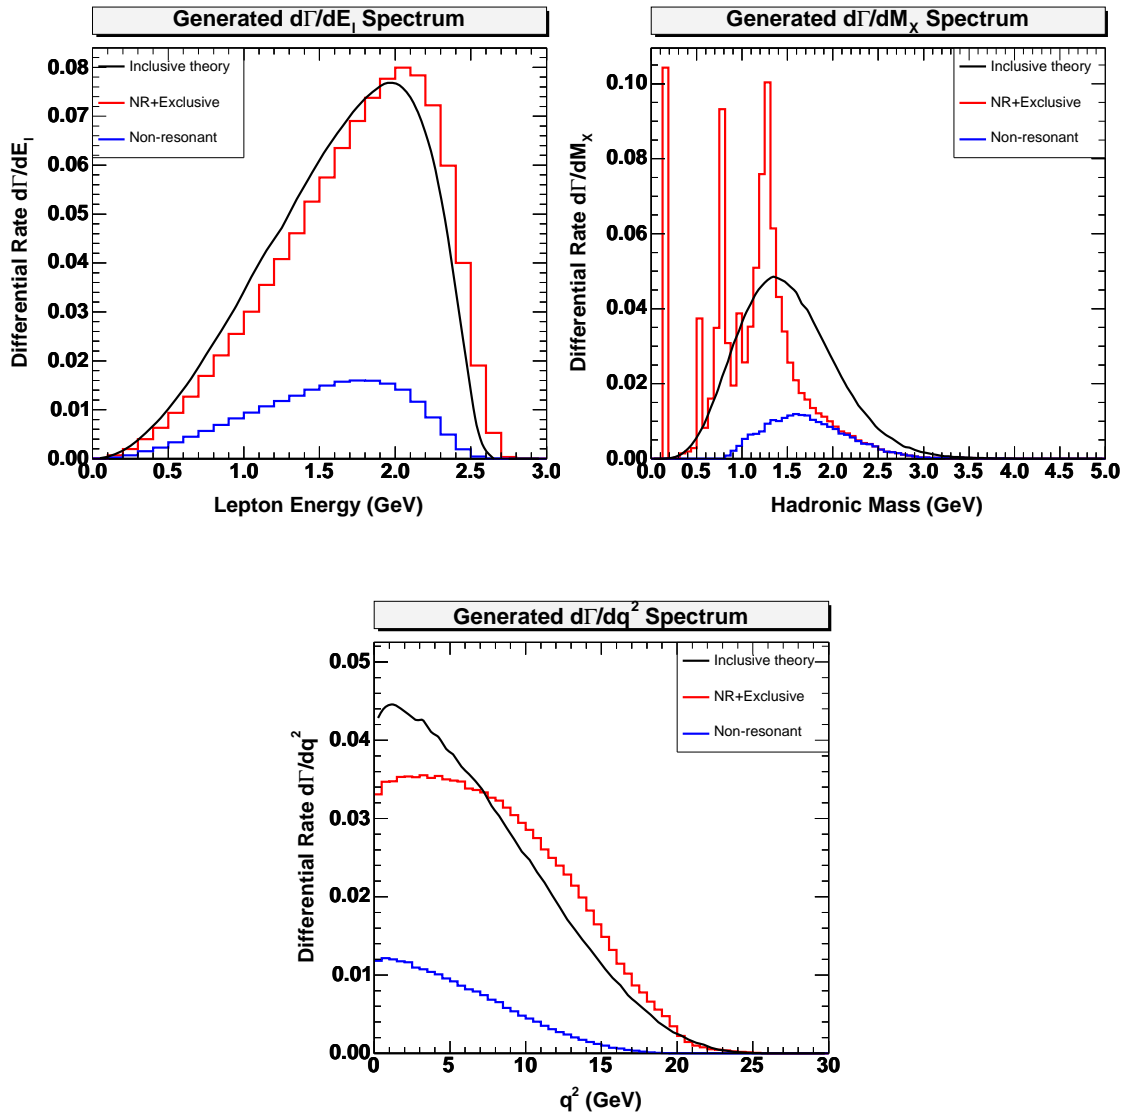 Generated dΓ/dE_l Spectrum
Differential Rate dΓ/dE_l
0.08
0.07
0.06
0.05
0.04
0.03
0.02
0.01
0.00
Inclusive theory
NR+Exclusive
Non-resonant
0.0 0.5 1.0 1.5 2.0 2.5 3.0
Lepton Energy (GeV)
Generated dΓ/dM_X Spectrum
Differential Rate dΓ/dM_X
0.10
0.08
0.06
0.04
0.02
0.00
Inclusive theory
NR+Exclusive
Non-resonant
0.0 0.5 1.0 1.5 2.0 2.5 3.0 3.5 4.0 4.5 5.0
Hadronic Mass (GeV)
Generated dΓ/dq² Spectrum
Differential Rate dΓ/dq²
0.05
0.04
0.03
0.02
0.01
0.00
Inclusive theory
NR+Exclusive
Non-resonant
0 5 10 15 20 25 30
q² (GeV)